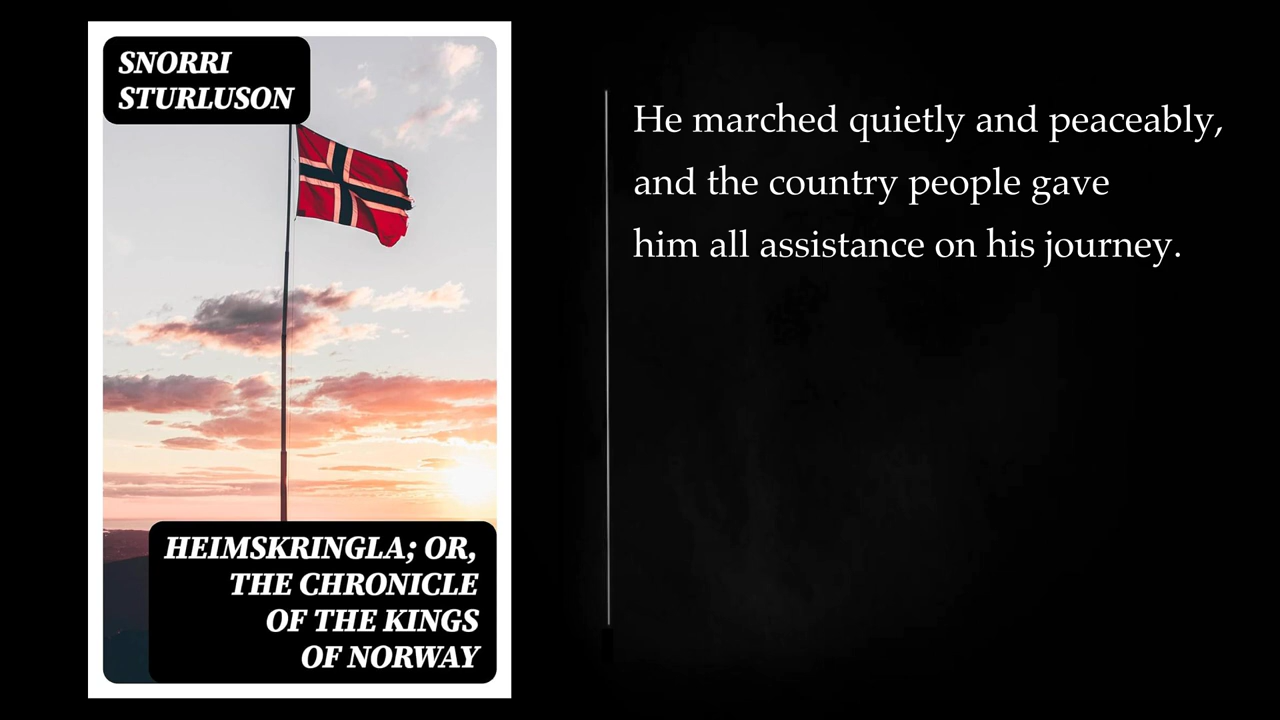 SNORRI
STURLUSON
HEIMSKRINGLA; OR,
THE CHRONICLE
OF THE KINGS
OF NORWAY
He marched quietly and peaceably,
and the country people gave
him all assistance on his journey.